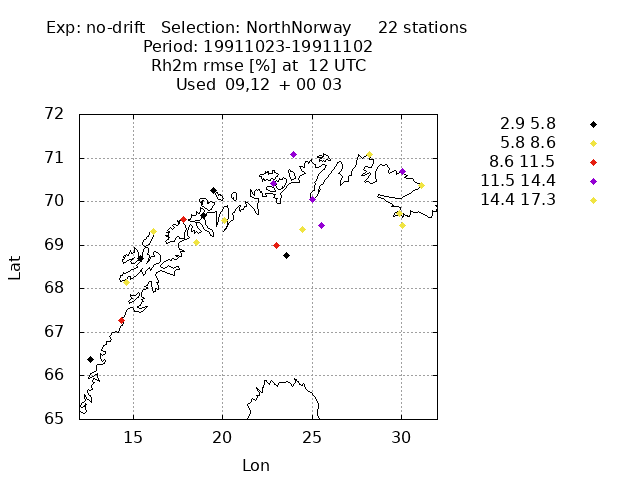 Exp: no-drift   Selection: NorthNorway     22 stations
Period: 19911023-19911102
Rh2m rmse [%] at  12 UTC
Used  09,12  + 00 03
72
71
70
69
68
67
66
65
15
20
25
30
Lat
Lon
2.9 5.8
5.8 8.6
8.6 11.5
11.5 14.4
14.4 17.3